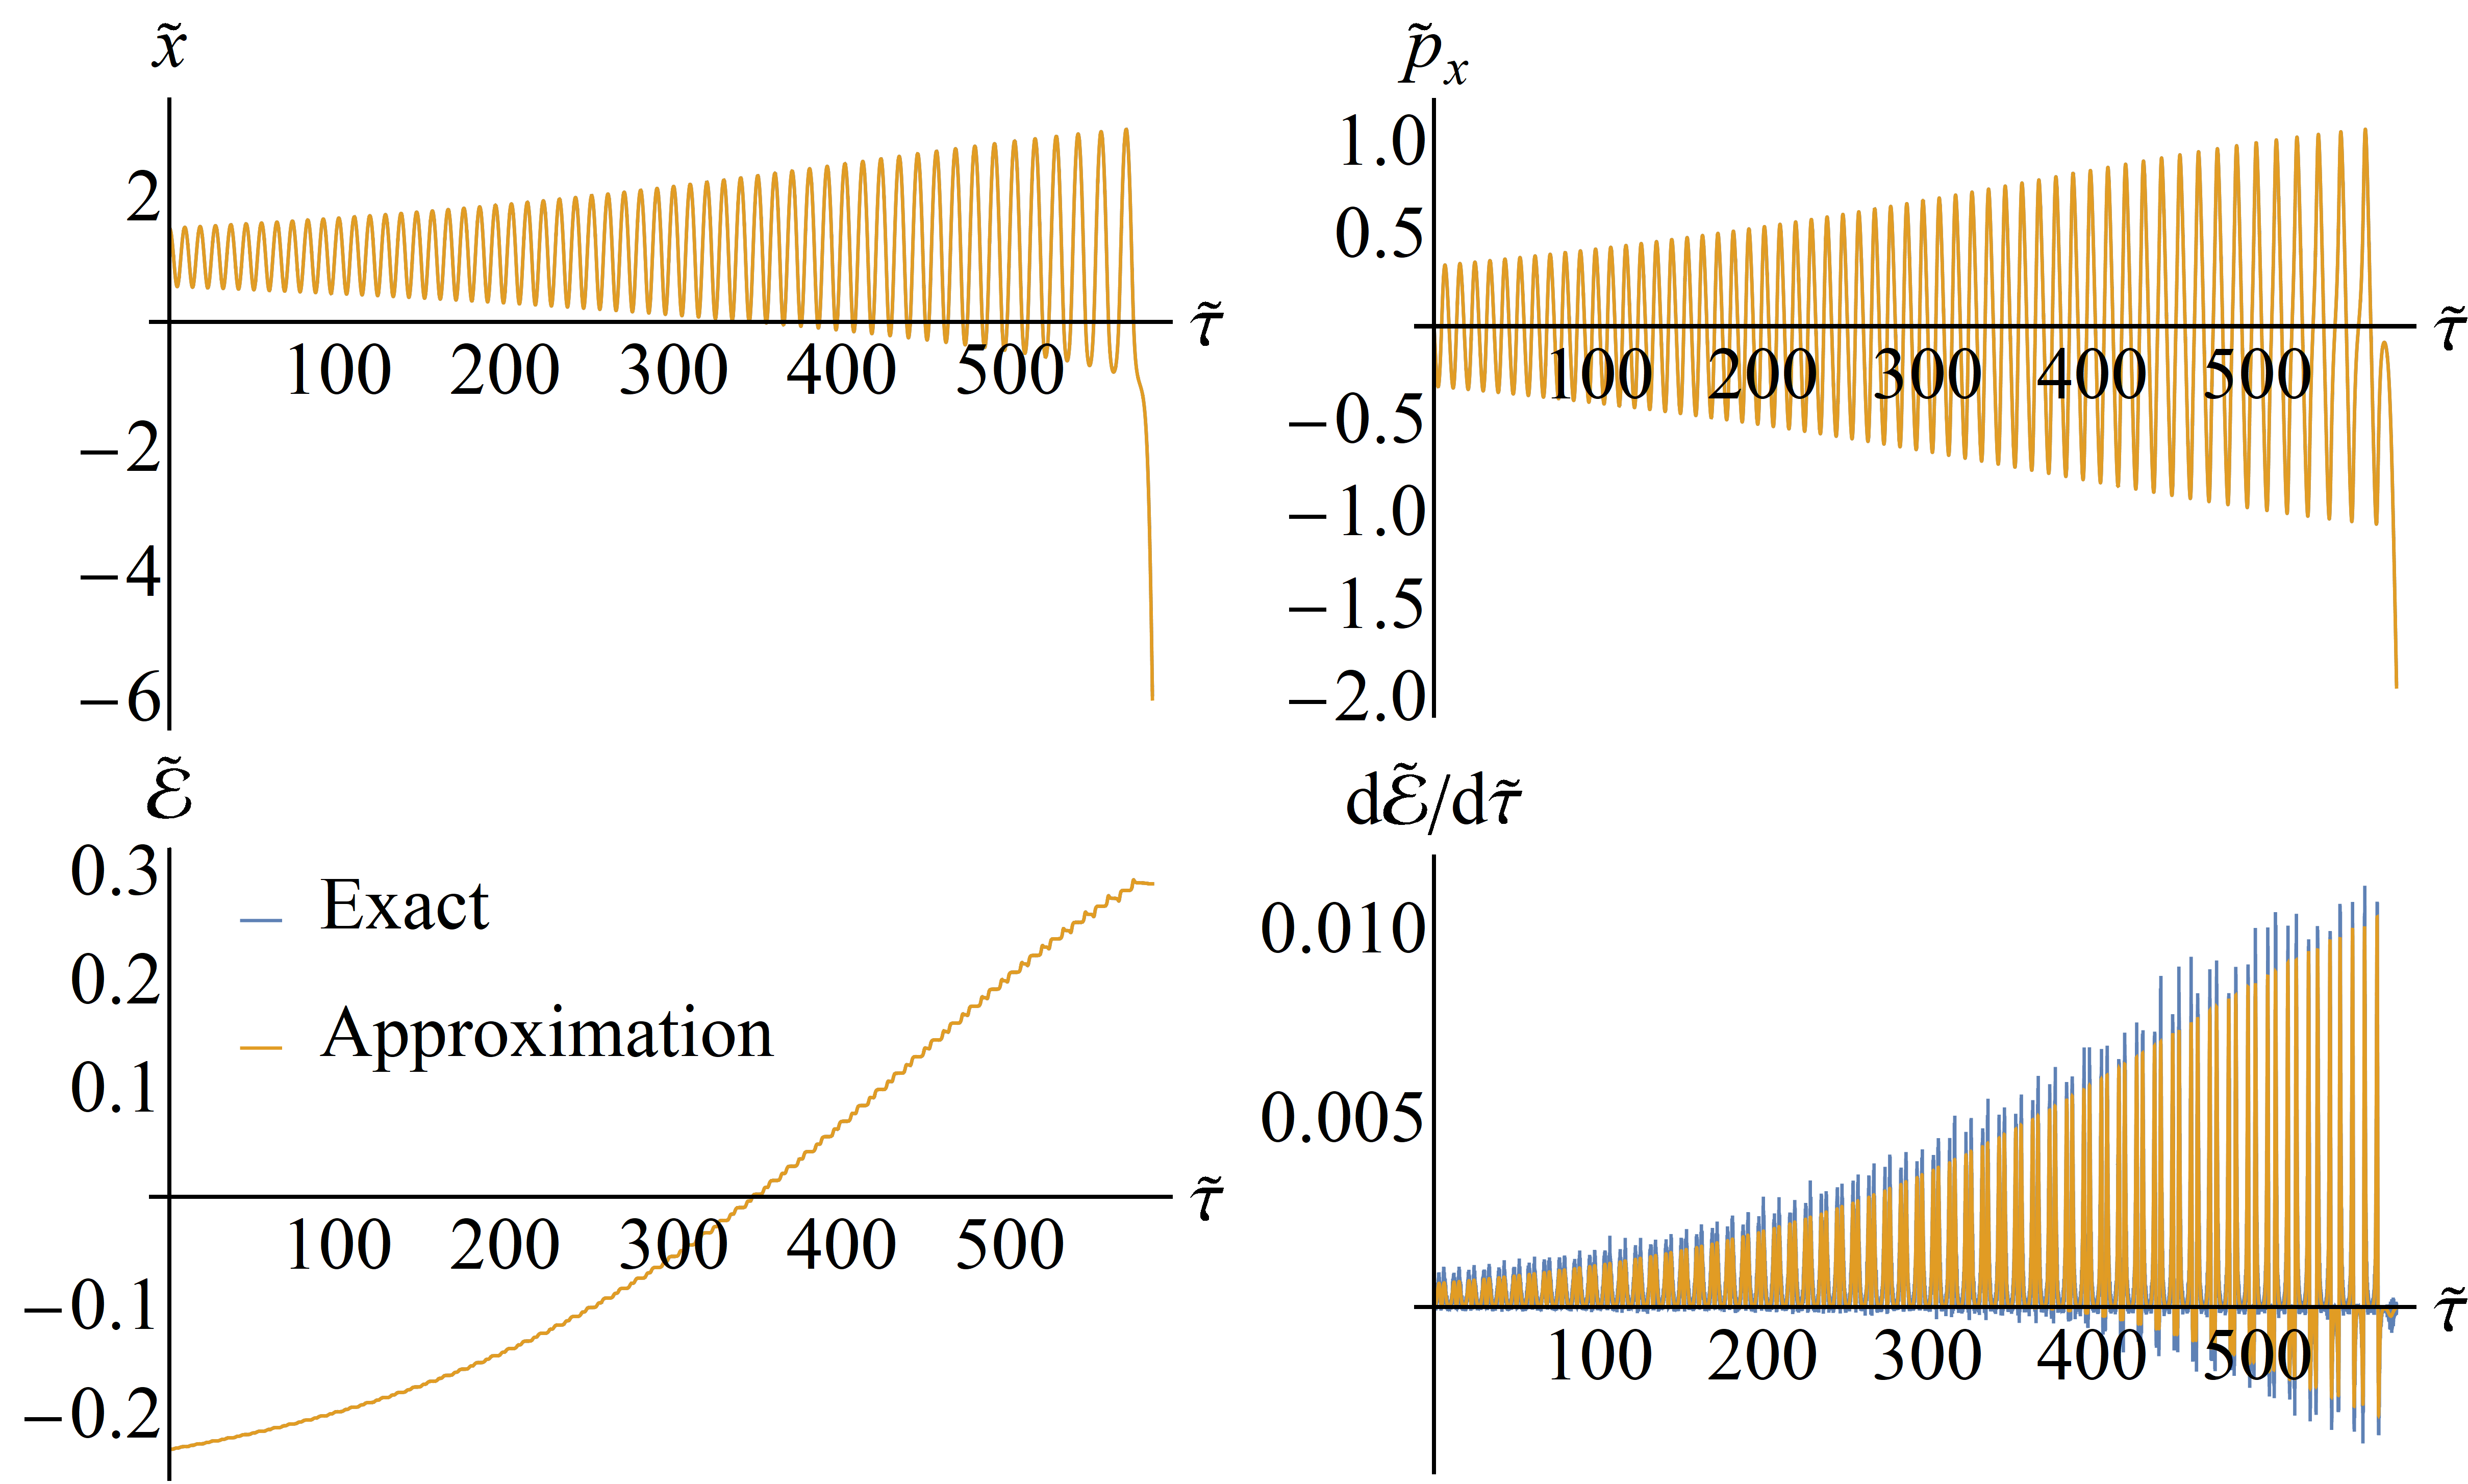 x̃
2
−2
−4
−6
100 200 300 400 500
τ̃
p̃ₓ
1.0
0.5
−0.5
−1.0
−1.5
−2.0
100 200 300 400 500
τ̃
ℰ̃
0.3
0.2
0.1
−0.1
−0.2
Exact
Approximation
100 200 300 400 500
τ̃
dℰ̃/dτ̃
0.010
0.005
100 200 300 400 500
τ̃